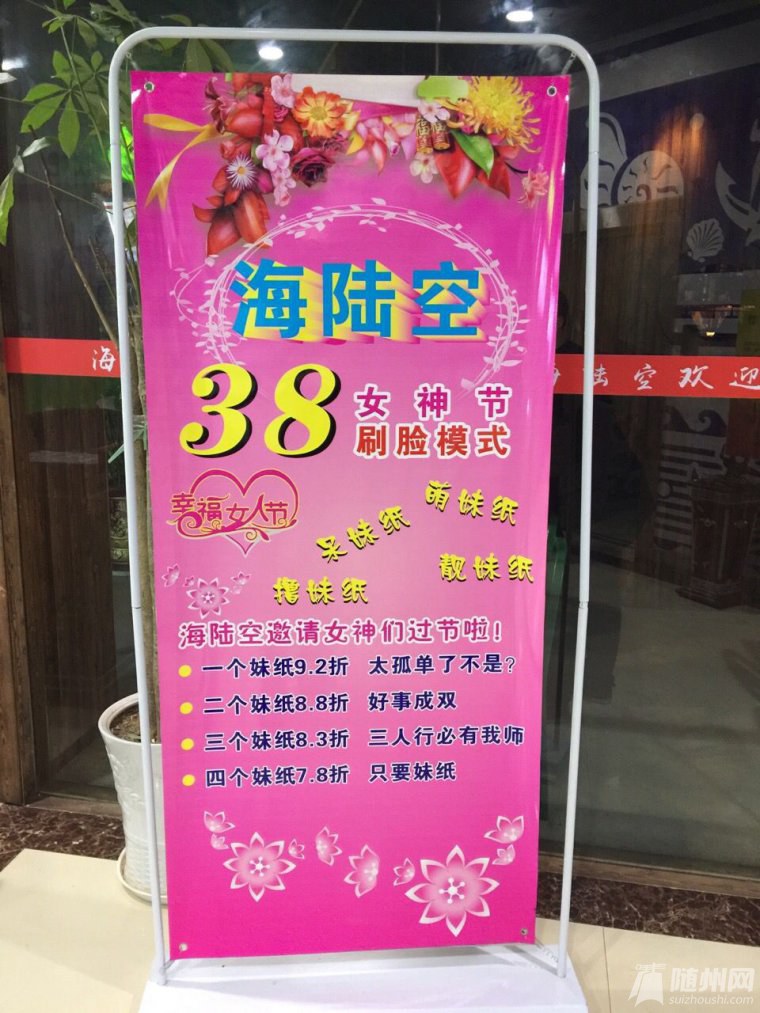 海陆空
38
女神节
刷脸模式
海
海陆空欢迎
幸福女人节
萌妹纸
呆妹纸
靓妹纸
撸妹纸
海陆空邀请女神们过节啦！
一个妹纸9.2折 太孤单了不是？
二个妹纸8.8折 好事成双
三个妹纸8.3折 三人行必有我师
四个妹纸7.8折 只要妹纸
随州网
suizhoushi.com